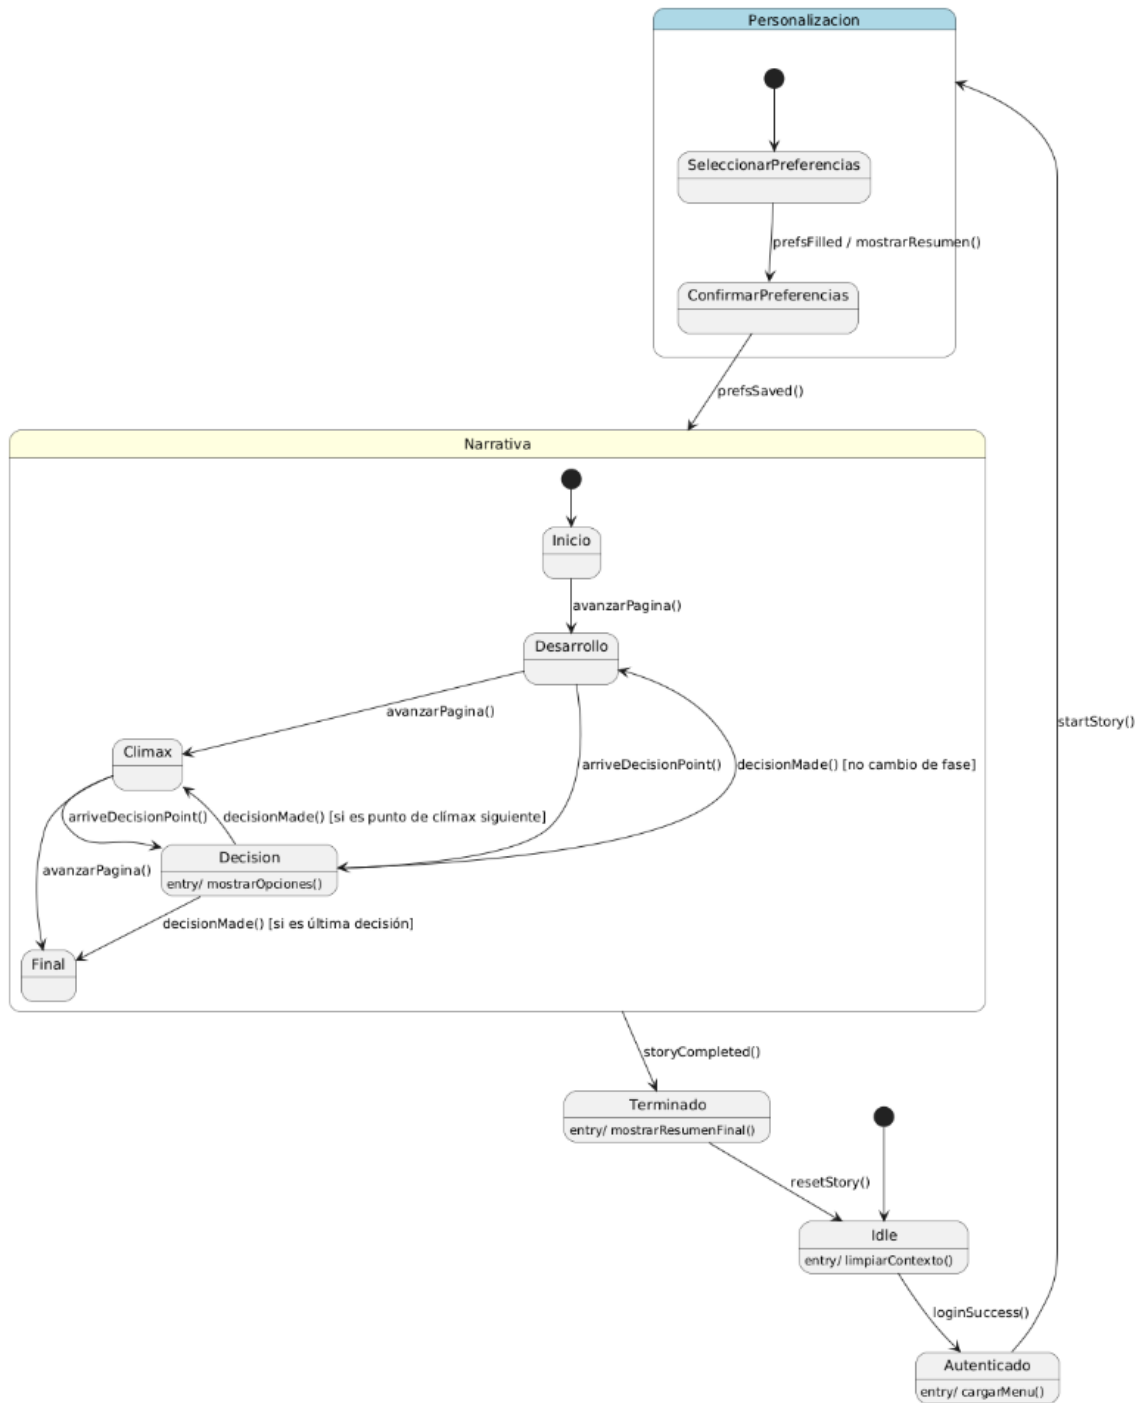 Personalizacion
SeleccionarPreferencias
prefsFilled / mostrarResumen()
ConfirmarPreferencias
prefsSaved()
Narrativa
Inicio
avanzarPagina()
Desarrollo
avanzarPagina()
startStory()
Climax
arriveDecisionPoint()
decisionMade() [no cambio de fase]
arriveDecisionPoint()
decisionMade() [si es punto de clímax siguiente]
Decision
entry/ mostrarOpciones()
avanzarPagina()
decisionMade() [si es última decisión]
Final
storyCompleted()
Terminado
entry/ mostrarResumenFinal()
resetStory()
Idle
entry/ limpiarContexto()
loginSuccess()
Autenticado
entry/ cargarMenu()